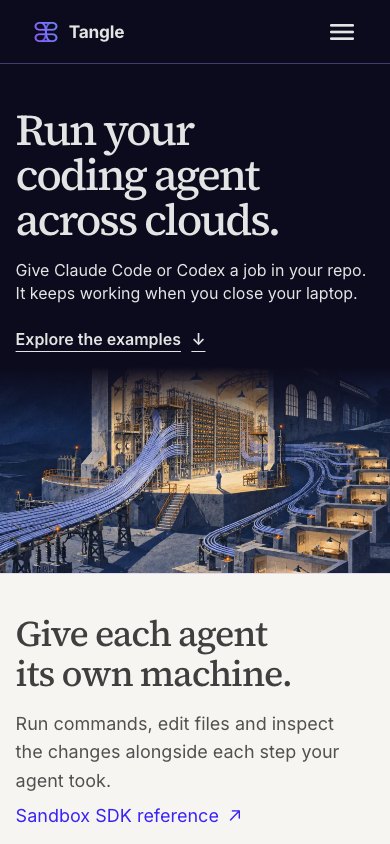 Tangle
Run your
coding agent
across clouds.
Give Claude Code or Codex a job in your repo.
It keeps working when you close your laptop.
Explore the examples ↓
Give each agent
its own machine.
Run commands, edit files and inspect
the changes alongside each step your
agent took.
Sandbox SDK reference ↗